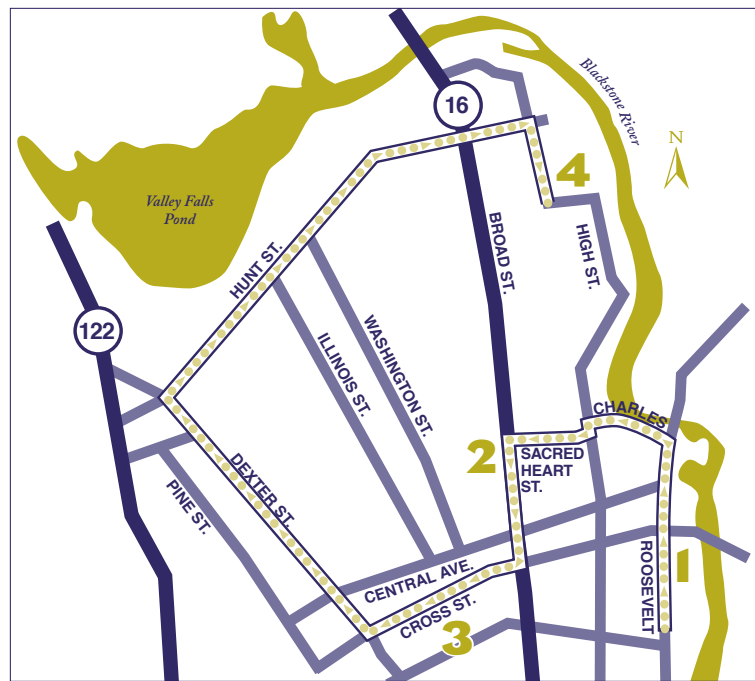 16
Blackstone River
N
4
Valley Falls
Pond
HUNT ST.
BROAD ST.
HIGH ST.
122
WASHINGTON ST.
ILLINOIS ST.
CHARLES
2
SACRED
HEART
ST.
DEXTER ST.
PINE ST.
CENTRAL AVE.
CROSS ST.
3
ROOSEVELT
1